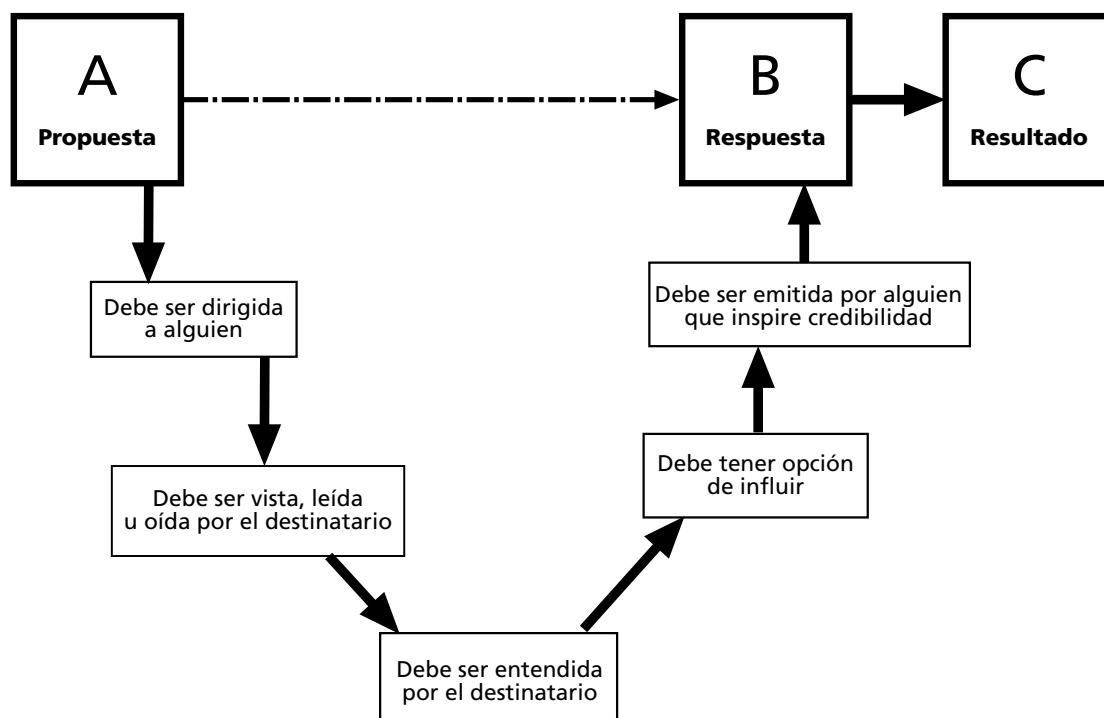 A
Propuesta
B
Respuesta
C
Resultado
Debe ser dirigida
a alguien
Debe ser vista, leída
u oída por el destinatario
Debe ser entendida
por el destinatario
Debe tener opción
de influir
Debe ser emitida por alguien
que inspire credibilidad